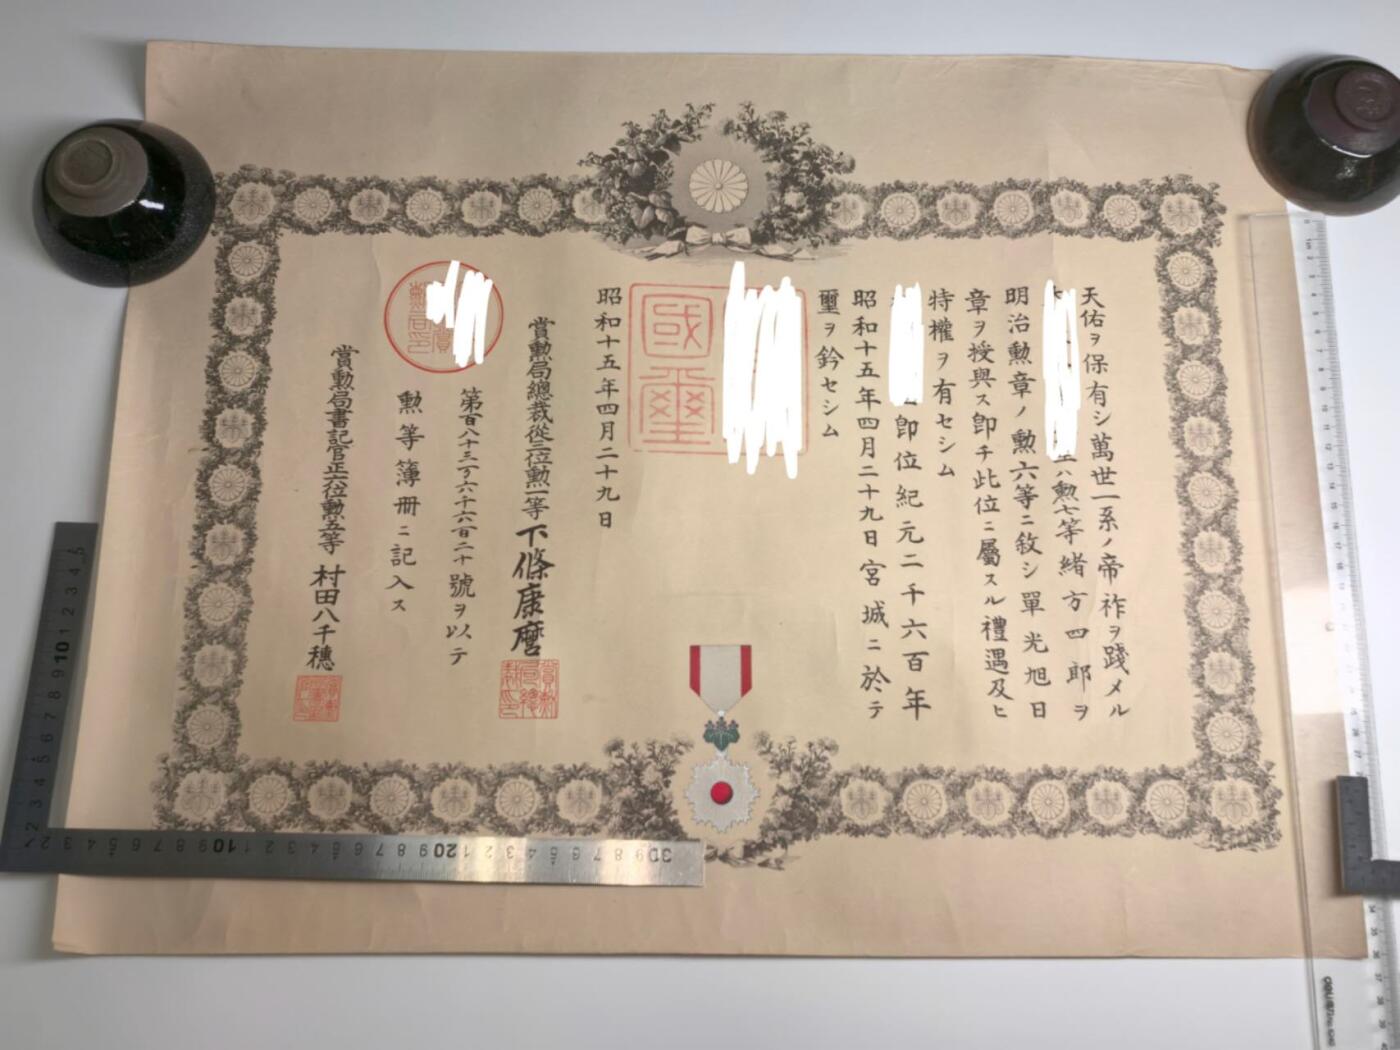 天佑ヲ保有シ萬世一系ノ帝祚ヲ踐メル
ハ勲七等緒方四郎ヲ
明治勲章ノ勲六等ニ敘シ單光旭日
章ヲ授與ス即チ此位ニ屬スル禮遇及ヒ
特權ヲ有セシム
即位紀元二千六百年
昭和十五年四月二十九日宮城ニ於テ
璽ヲ鈐セシム
國璽
昭和十五年四月二十九日
賞勲局總裁從三位勲一等 下條康麿
第百八十三万六千六百二十號ヲ以テ
勲等簿冊ニ記入ス
賞勲局書記官正六位勲五等 村田八千穗